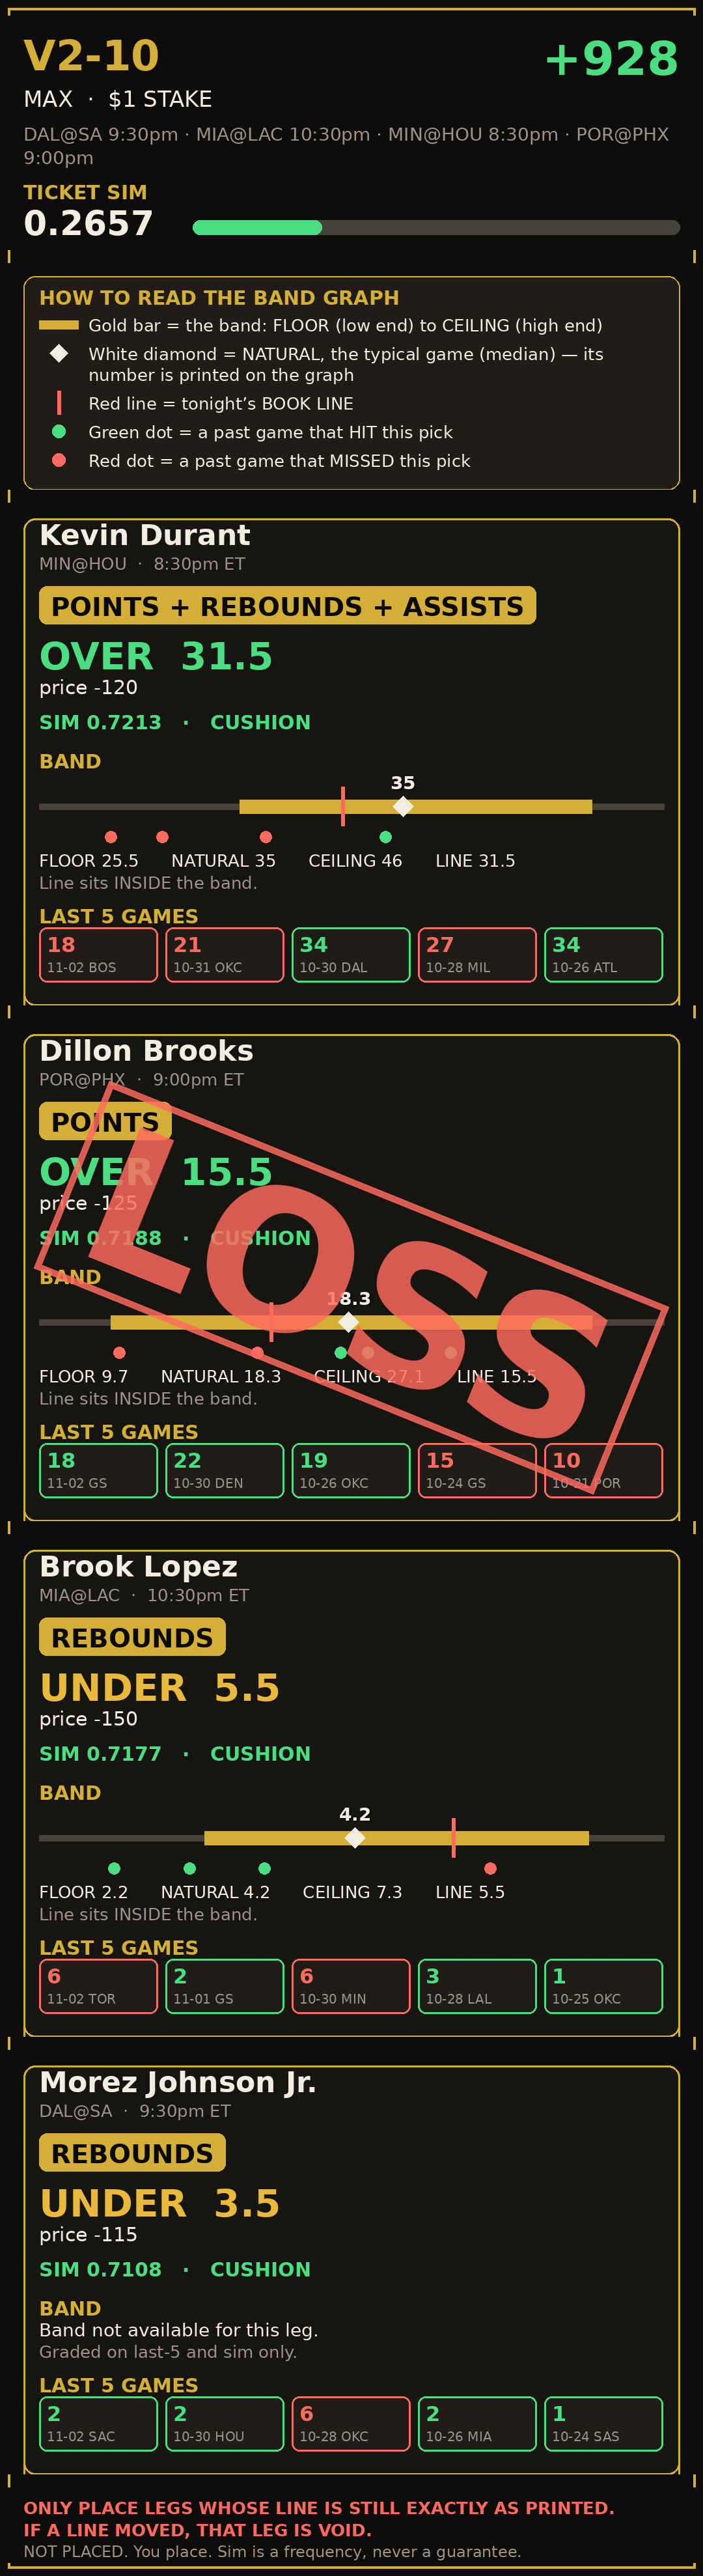 V2-10
+928
MAX · $1 STAKE
DAL@SA 9:30pm · MIA@LAC 10:30pm · MIN@HOU 8:30pm · POR@PHX
9:00pm
TICKET SIM
0.2657
HOW TO READ THE BAND GRAPH
Gold bar = the band: FLOOR (low end) to CEILING (high end)
White diamond = NATURAL, the typical game (median) — its
number is printed on the graph
Red line = tonight’s BOOK LINE
Green dot = a past game that HIT this pick
Red dot = a past game that MISSED this pick
Kevin Durant
MIN@HOU · 8:30pm ET
POINTS + REBOUNDS + ASSISTS
OVER 31.5
price -120
SIM 0.7213 · CUSHION
BAND
35
FLOOR 25.5 NATURAL 35 CEILING 46 LINE 31.5
Line sits INSIDE the band.
LAST 5 GAMES
18 21 34 27 34
11-02 BOS 10-31 OKC 10-30 DAL 10-28 MIL 10-26 ATL
Dillon Brooks
POR@PHX · 9:00pm ET
POINTS
OVER 15.5
price -125
SIM 0.7188 · CUSHION
BAND
18.3
LOSS
FLOOR 9.7 NATURAL 18.3 CEILING 27.1 LINE 15.5
Line sits INSIDE the band.
LAST 5 GAMES
18 22 19 15 10
11-02 GS 10-30 DEN 10-26 OKC 10-24 GS 10-21 POR
Brook Lopez
MIA@LAC · 10:30pm ET
REBOUNDS
UNDER 5.5
price -150
SIM 0.7177 · CUSHION
BAND
4.2
FLOOR 2.2 NATURAL 4.2 CEILING 7.3 LINE 5.5
Line sits INSIDE the band.
LAST 5 GAMES
6 2 6 3 1
11-02 TOR 11-01 GS 10-30 MIN 10-28 LAL 10-25 OKC
Morez Johnson Jr.
DAL@SA · 9:30pm ET
REBOUNDS
UNDER 3.5
price -115
SIM 0.7108 · CUSHION
BAND
Band not available for this leg.
Graded on last-5 and sim only.
LAST 5 GAMES
2 2 6 2 1
11-02 SAC 10-30 HOU 10-28 OKC 10-26 MIA 10-24 SAS
ONLY PLACE LEGS WHOSE LINE IS STILL EXACTLY AS PRINTED.
IF A LINE MOVED, THAT LEG IS VOID.
NOT PLACED. You place. Sim is a frequency, never a guarantee.